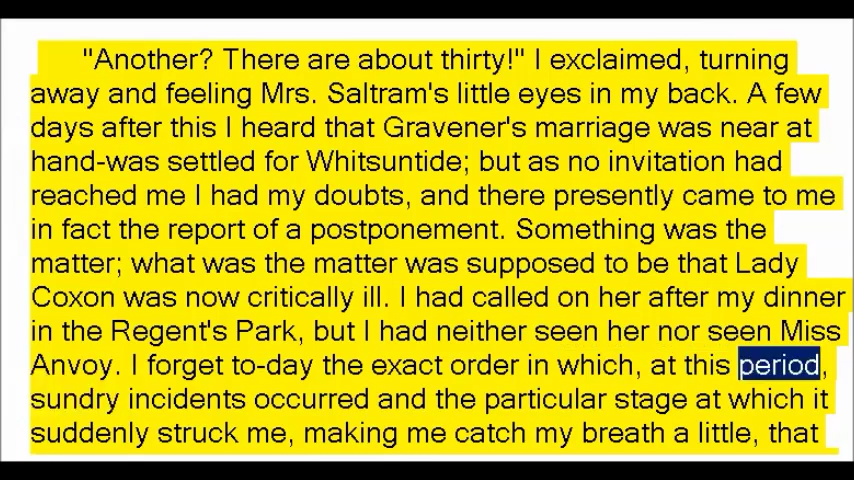 "Another? There are about thirty!" I exclaimed, turning
away and feeling Mrs. Saltram's little eyes in my back. A few
days after this I heard that Gravener's marriage was near at
hand-was settled for Whitsuntide; but as no invitation had
reached me I had my doubts, and there presently came to me
in fact the report of a postponement. Something was the
matter; what was the matter was supposed to be that Lady
Coxon was now critically ill. I had called on her after my dinner
in the Regent's Park, but I had neither seen her nor seen Miss
Anvoy. I forget to-day the exact order in which, at this period,
sundry incidents occurred and the particular stage at which it
suddenly struck me, making me catch my breath a little, that